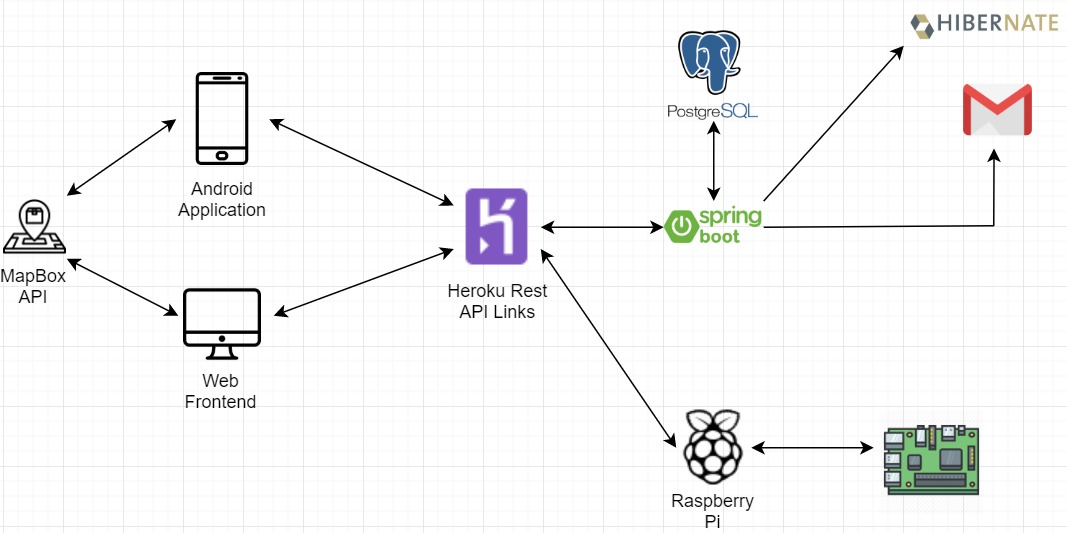 HIBERNATE
PostgreSQL
Android
Application
spring
boot
MapBox
API
Heroku Rest
API Links
Web
Frontend
Raspberry
Pi